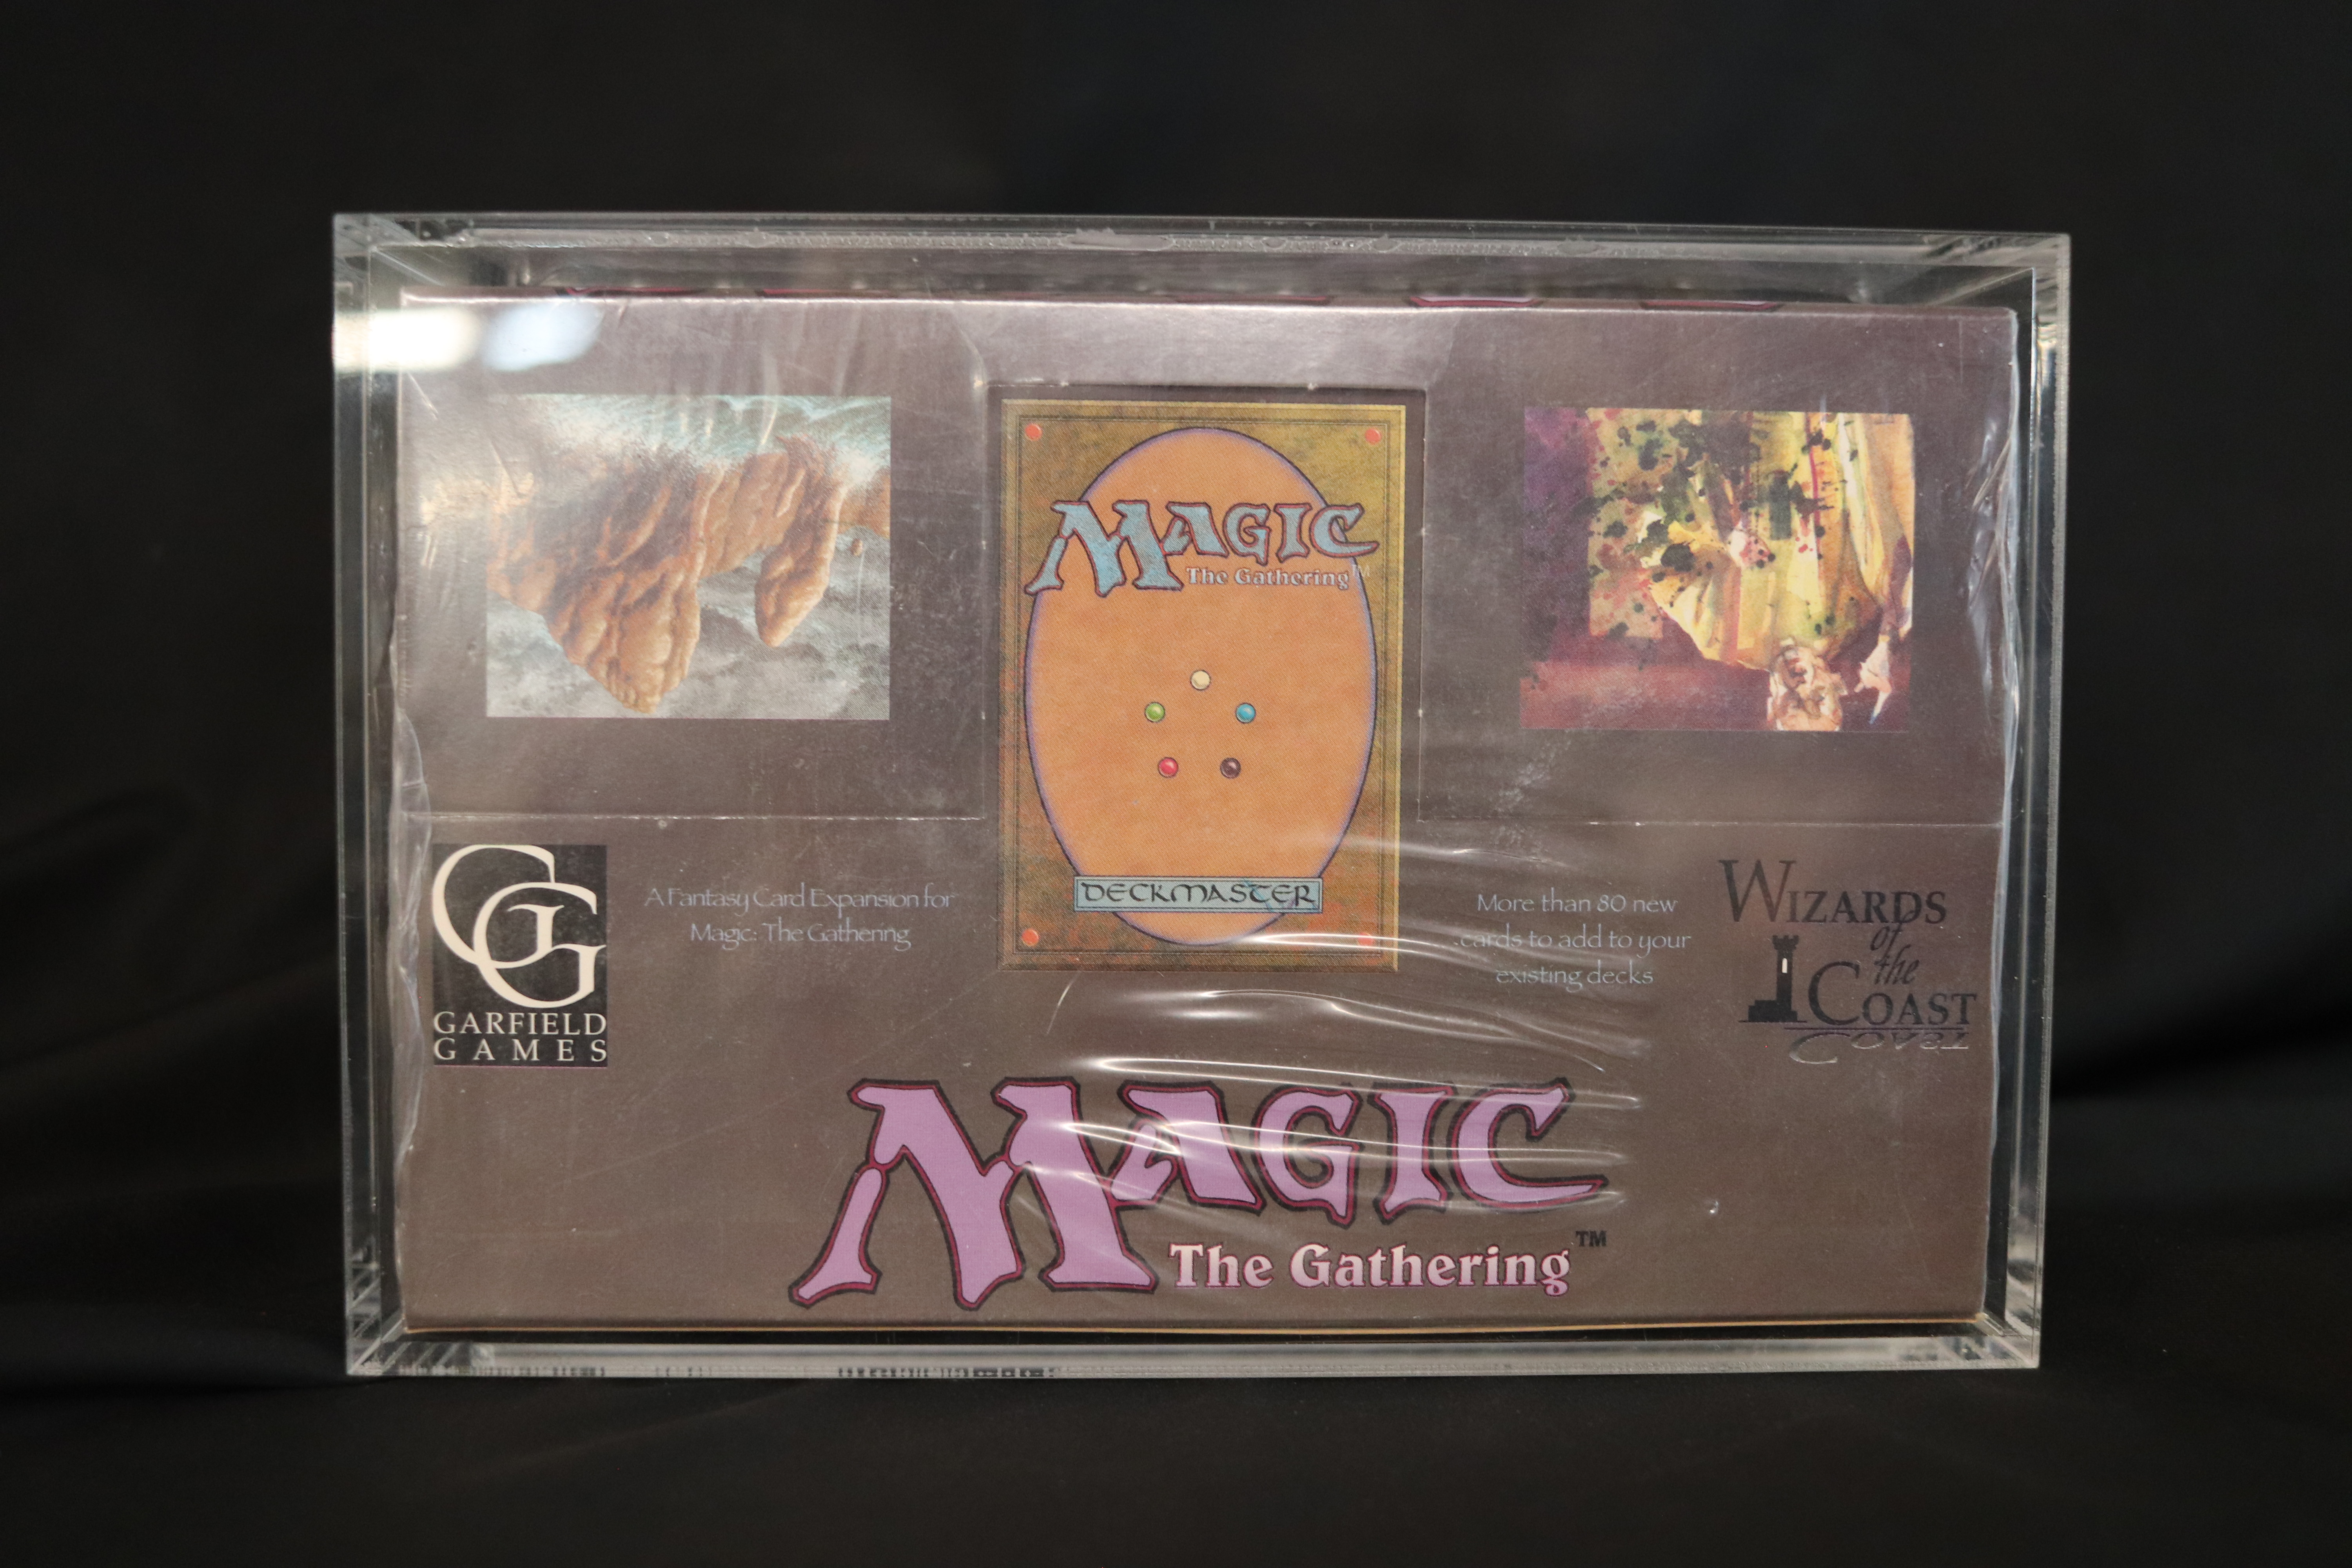 MAGIC
The Gathering™
DECKMASTER
GG
GARFIELD
GAMES
A Fantasy Card Expansion for
Magic: The Gathering
More than 80 new
cards to add to your
existing decks
WIZARDS
of
the
COAST
MAGIC
The Gathering™